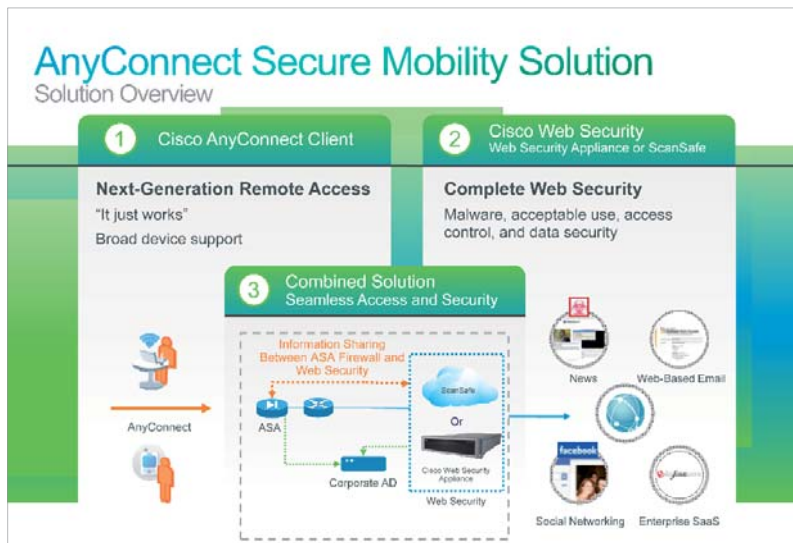 AnyConnect Secure Mobility Solution
Solution Overview
1
Cisco AnyConnect Client
2
Cisco Web Security
Web Security Appliance or ScanSafe
Next-Generation Remote Access
"It just works"
Broad device support
Complete Web Security
Malware, acceptable use, access
control, and data security
3
Combined Solution
Seamless Access and Security
Information Sharing
Between ASA Firewall and
Web Security
AnyConnect
ASA
Corporate AD
ScanSafe
Or
Cisco Web Security
Appliance
Web Security
News
Web-Based Email
facebook
Social Networking
Enterprise SaaS